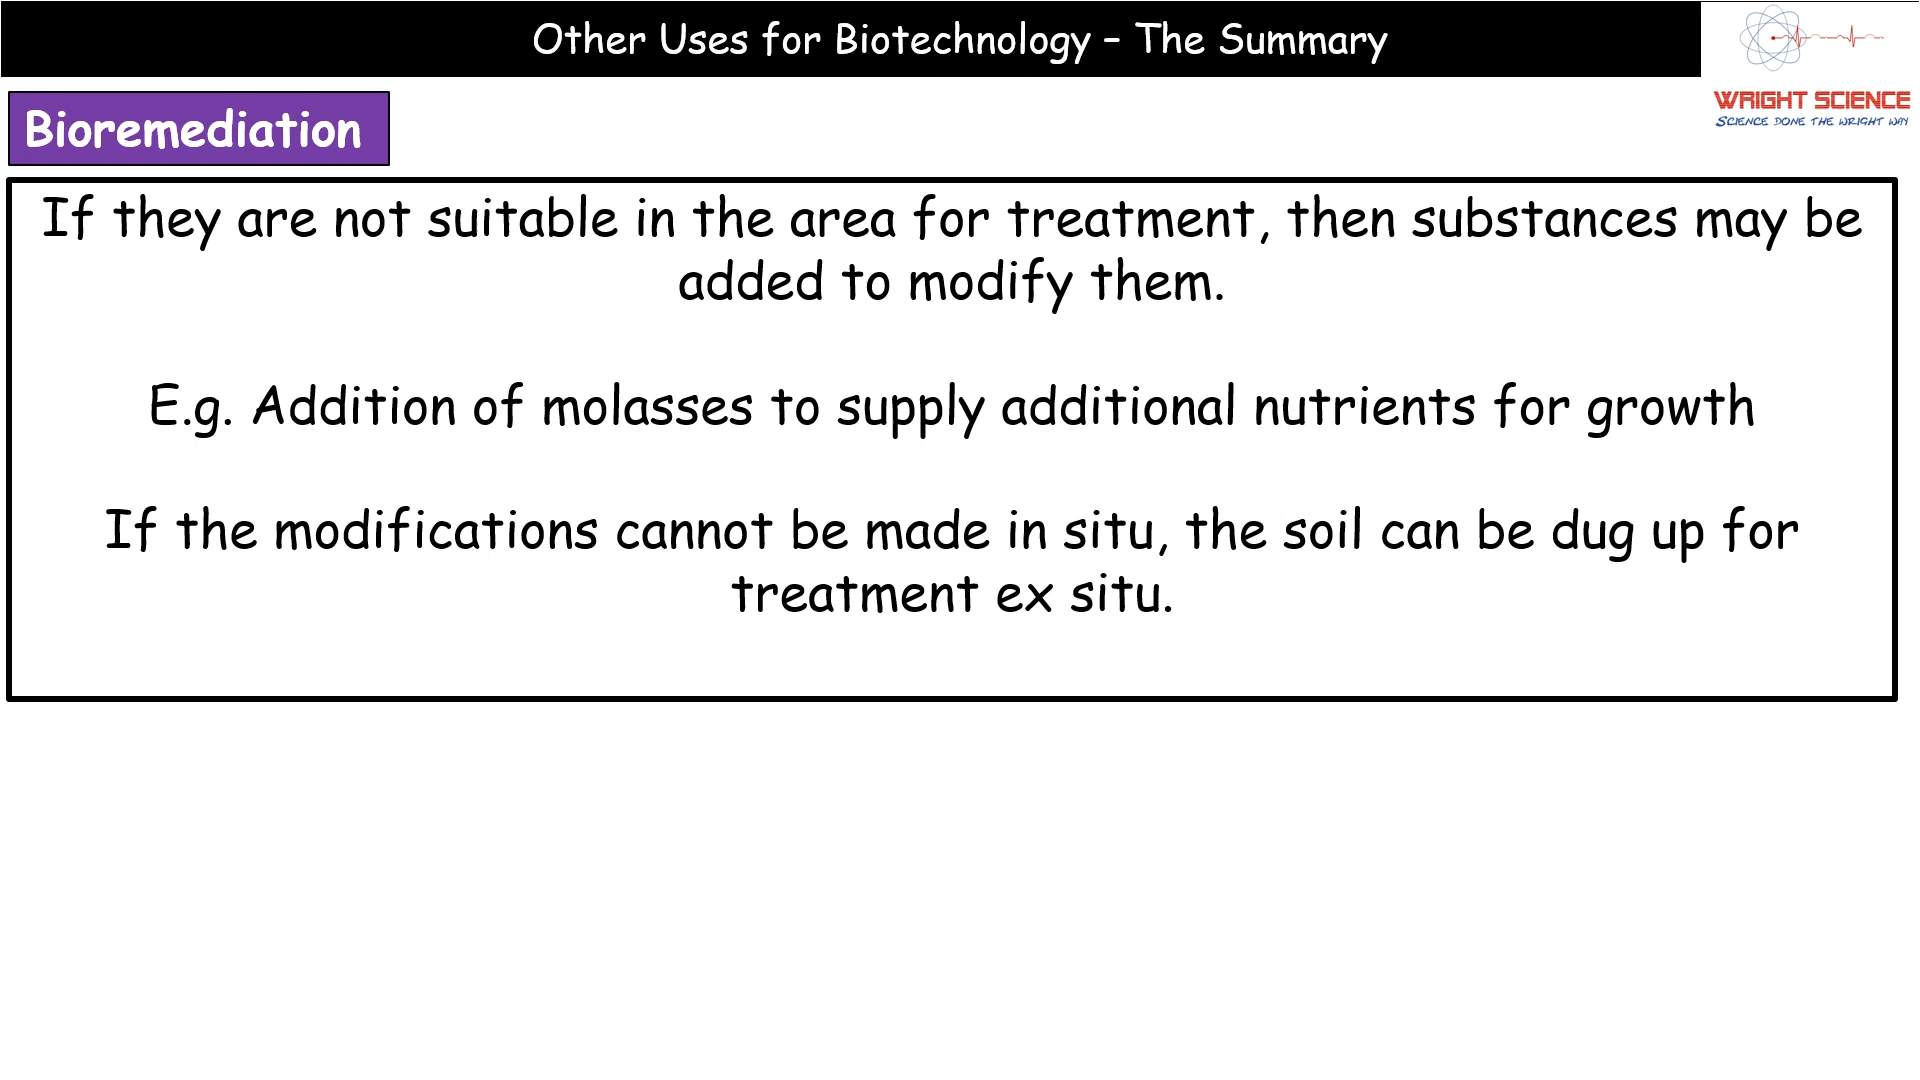 Other Uses for Biotechnology – The Summary
WRIGHT SCIENCE
SCIENCE DONE THE WRIGHT WAY
Bioremediation
If they are not suitable in the area for treatment, then substances may be
added to modify them.
E.g. Addition of molasses to supply additional nutrients for growth
If the modifications cannot be made in situ, the soil can be dug up for
treatment ex situ.